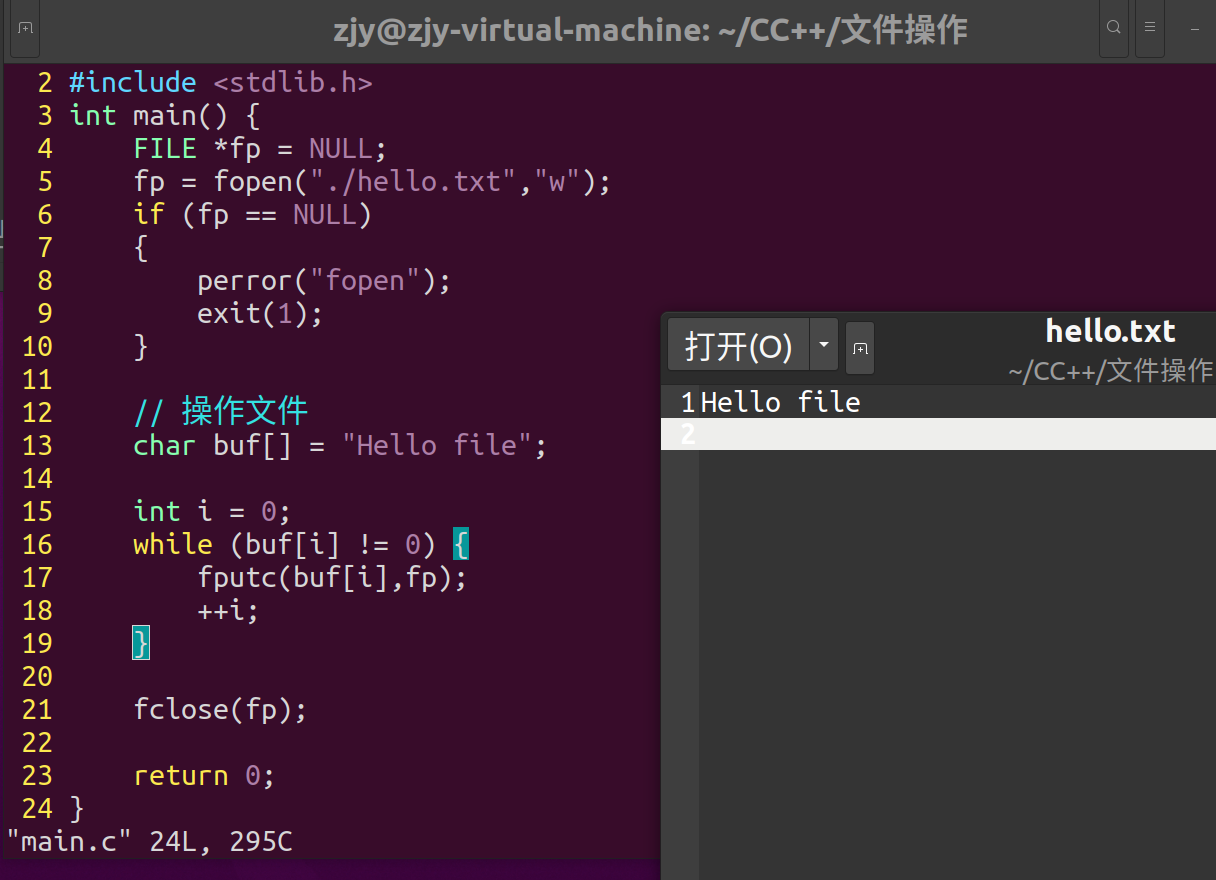 zjy@zjy-virtual-machine: ~/CC++/文件操作
2 #include <stdlib.h>
3 int main() {
4     FILE *fp = NULL;
5     fp = fopen("./hello.txt","w");
6     if (fp == NULL)
7     {
8         perror("fopen");
9         exit(1);
10     }
11
12     // 操作文件
13     char buf[] = "Hello file";
14
15     int i = 0;
16     while (buf[i] != 0) {
17         fputc(buf[i],fp);
18         ++i;
19     }
20
21     fclose(fp);
22
23     return 0;
24 }
"main.c" 24L, 295C
打开(O)
hello.txt
~/CC++/文件操作
1 Hello file
2